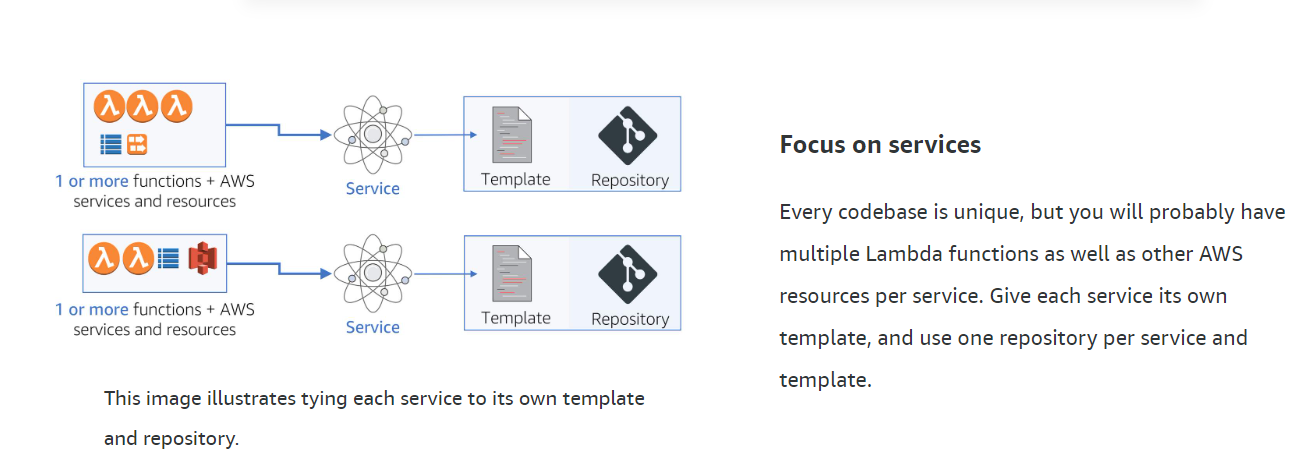 1 or more functions + AWS
services and resources
Service
Template
Repository
1 or more functions + AWS
services and resources
Service
Template
Repository
This image illustrates tying each service to its own template
and repository.
Focus on services
Every codebase is unique, but you will probably have
multiple Lambda functions as well as other AWS
resources per service. Give each service its own
template, and use one repository per service and
template.